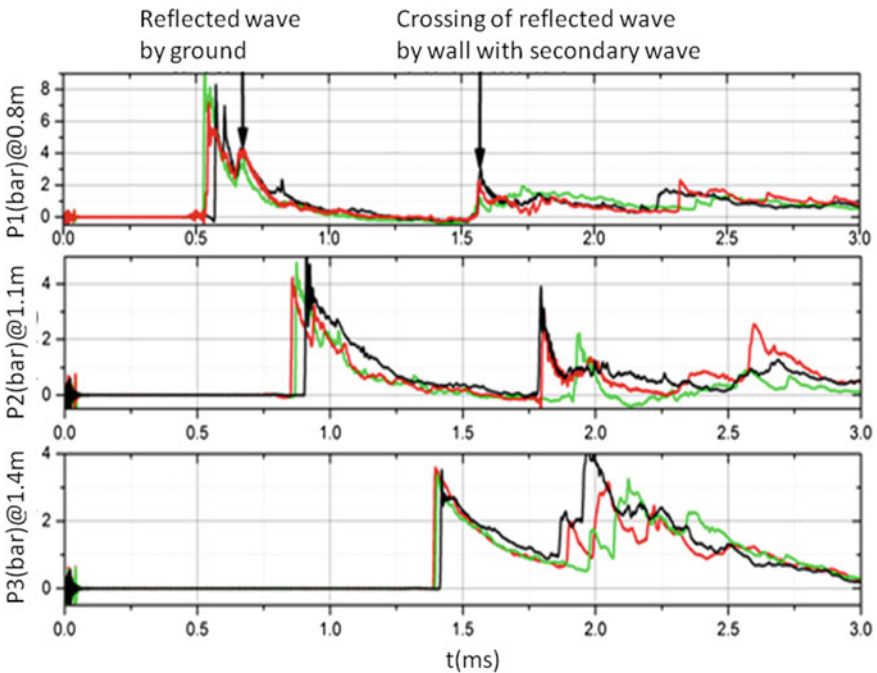 Reflected wave
by ground
Crossing of reflected wave
by wall with secondary wave
P1(bar)@0.8m
8
6
4
2
0
0.0 0.5 1.0 1.5 2.0 2.5 3.0
P2(bar)@1.1m
4
2
0
0.0 0.5 1.0 1.5 2.0 2.5 3.0
P3(bar)@1.4m
4
2
0
0.0 0.5 1.0 1.5 2.0 2.5 3.0
t(ms)